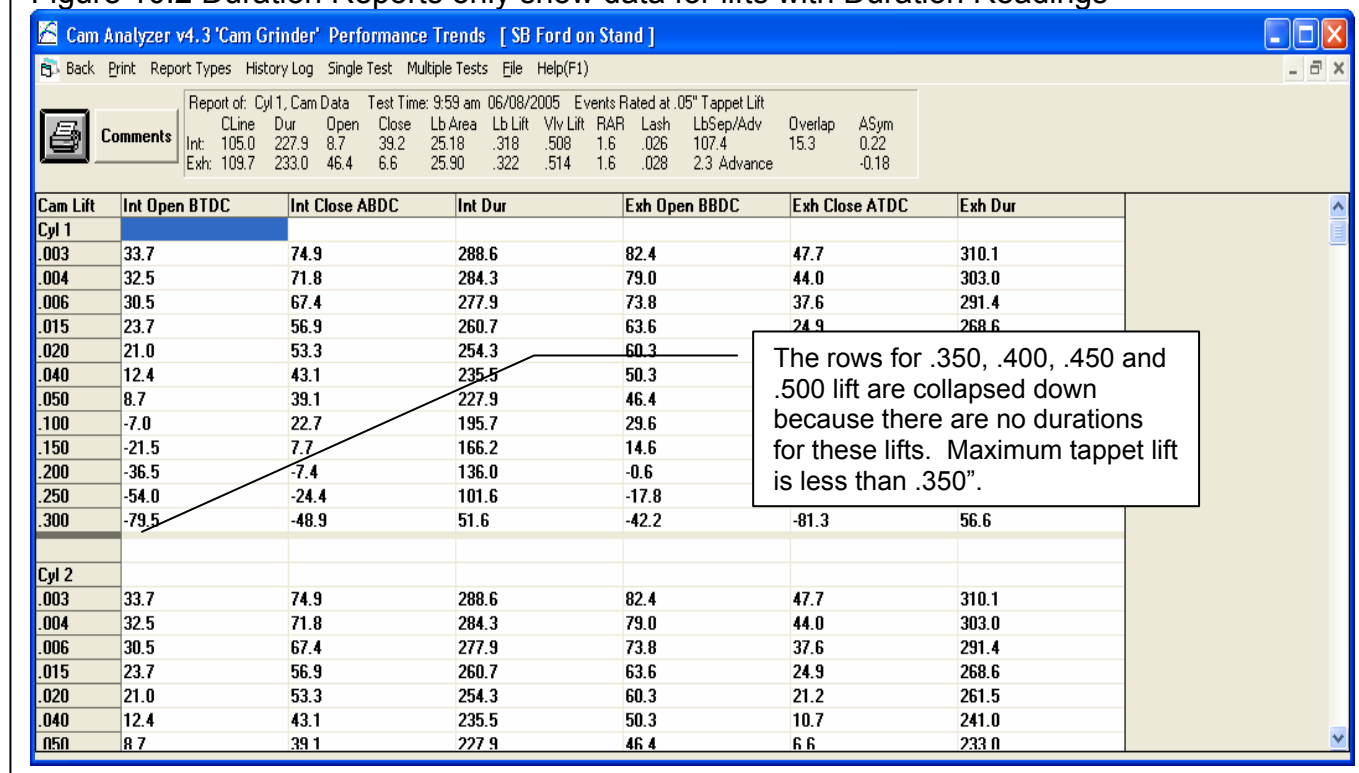 Figure 10.2 Duration Reports only show data for lifts with Duration Readings
Cam Analyzer v4.3 'Cam Grinder' Performance Trends [ SB Ford on Stand ]
Back Print Report Types History Log Single Test Multiple Tests File Help(F1)
Comments
Report of: Cyl 1, Cam Data Test Time: 9:59 am 06/08/2005 Events Rated at .05" Tappet Lift
CLine Dur Open Close Lb Area Lb Lift Vlv Lift RAR Lash LbSep/Adv Overlap ASym
Int: 105.0 227.9 8.7 39.2 25.18 .318 .508 1.6 .026 107.4 15.3 0.22
Exh: 109.7 233.0 46.4 6.6 25.90 .322 .514 1.6 .028 2.3 Advance -0.18
Cam Lift Int Open BTDC Int Close ABDC Int Dur Exh Open BBDC Exh Close ATDC Exh Dur
Cyl 1
.003 33.7 74.9 288.6 82.4 47.7 310.1
.004 32.5 71.8 284.3 79.0 44.0 303.0
.006 30.5 67.4 277.9 73.8 37.6 291.4
.015 23.7 56.9 260.7 63.6 24.9 268.6
.020 21.0 53.3 254.3 60.3
.040 12.4 43.1 235.5 50.3
.050 8.7 39.1 227.9 46.4
.100 -7.0 22.7 195.7 29.6
.150 -21.5 7.7 166.2 14.6
.200 -36.5 -7.4 136.0 -0.6
.250 -54.0 -24.4 101.6 -17.8
.300 -79.5 -48.9 51.6 -42.2 -81.3 56.6
The rows for .350, .400, .450 and
.500 lift are collapsed down
because there are no durations
for these lifts. Maximum tappet lift
is less than .350”.
Cyl 2
.003 33.7 74.9 288.6 82.4 47.7 310.1
.004 32.5 71.8 284.3 79.0 44.0 303.0
.006 30.5 67.4 277.9 73.8 37.6 291.4
.015 23.7 56.9 260.7 63.6 24.9 268.6
.020 21.0 53.3 254.3 60.3 21.2 261.5
.040 12.4 43.1 235.5 50.3 10.7 241.0
.050 8.7 39.1 227.9 46.4 6.6 233.0